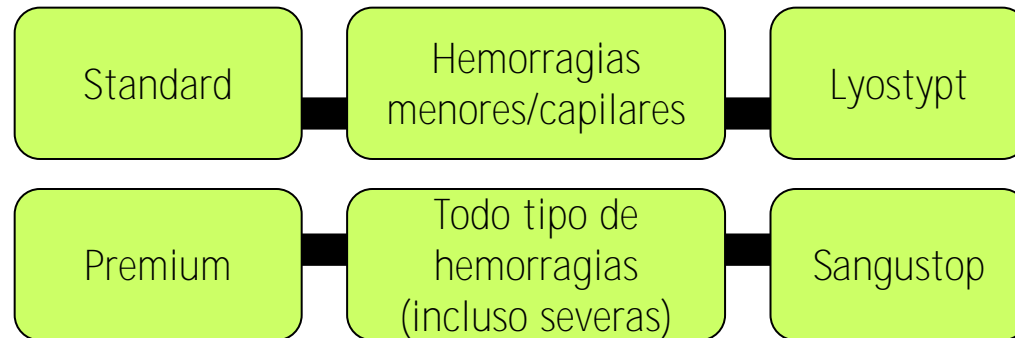 Standard
Hemorragias
menores/capilares
Lyostypt
Premium
Todo tipo de
hemorragias
(incluso severas)
Sangustop